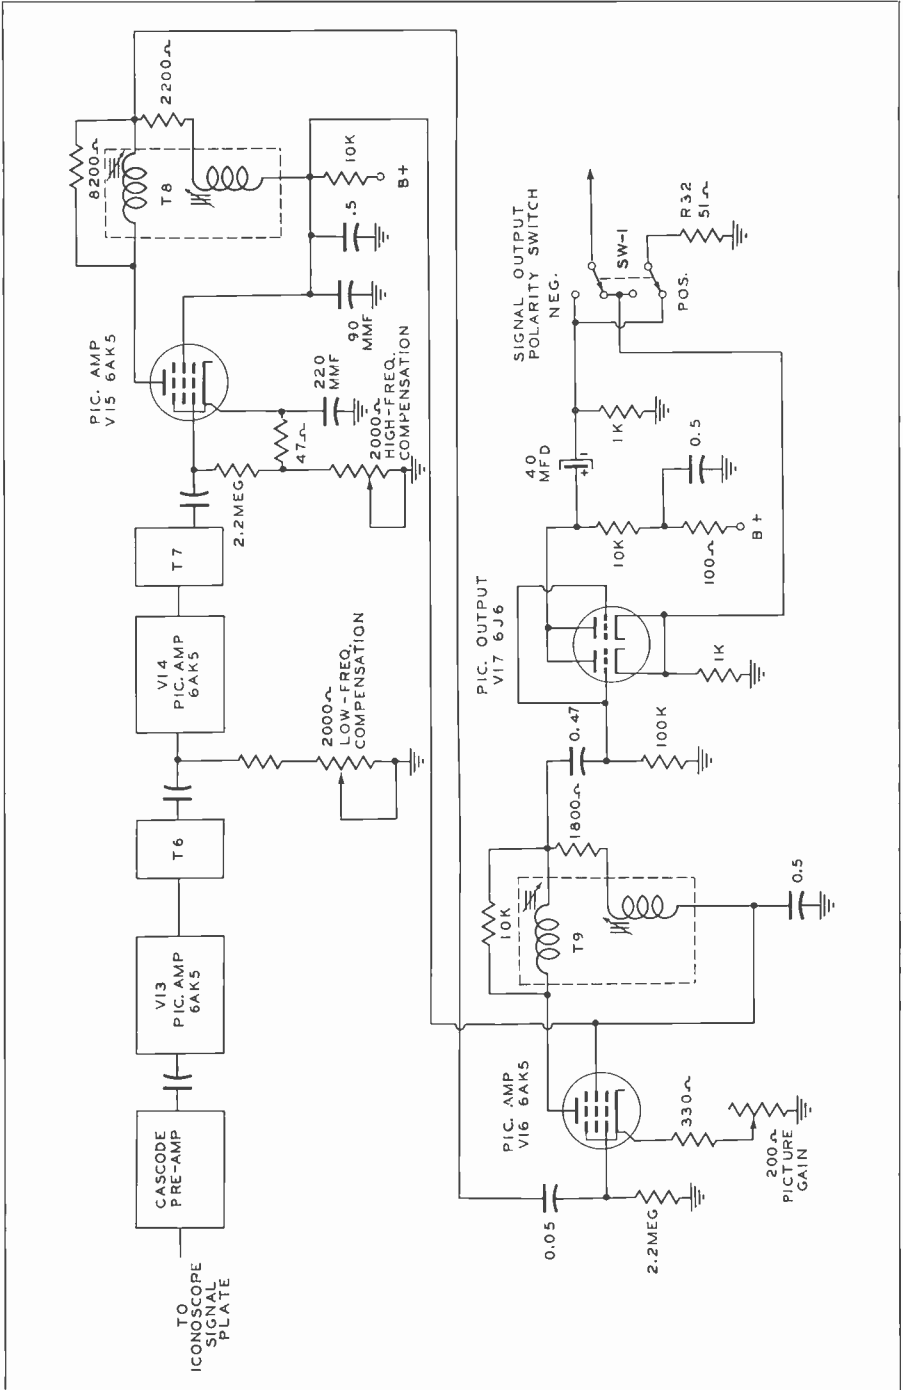 TO
ICONOSCOPE
SIGNAL
PLATE
CASCODE
PRE-AMP
V13
PIC. AMP
6AK5
T6
2000Ω
LOW-FREQ.
COMPENSATION
V14
PIC. AMP
6AK5
T7
2.2MEG
PIC. AMP
V15 6AK5
47Ω
220
MMF
2000Ω
HIGH-FREQ.
COMPENSATION
90
MMF
8200Ω
T8
2200Ω
.5
10K
B+
0.05
2.2MEG
PIC. AMP
V16 6AK5
330Ω
200Ω
PICTURE
GAIN
10K
T9
1800Ω
0.5
0.47
100K
PIC. OUTPUT
V17 6J6
1K
10K
100Ω
B+
0.5
40
MFD
+
-
1K
SIGNAL OUTPUT
POLARITY SWITCH
NEG.
SW-1
POS.
R32
51Ω